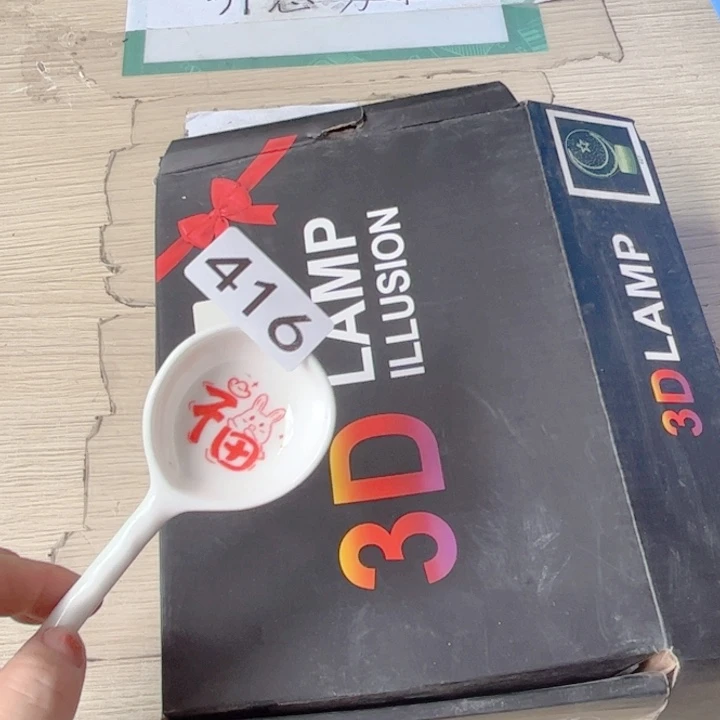 416
福
3D LAMP
ILLUSION
3D LAMP